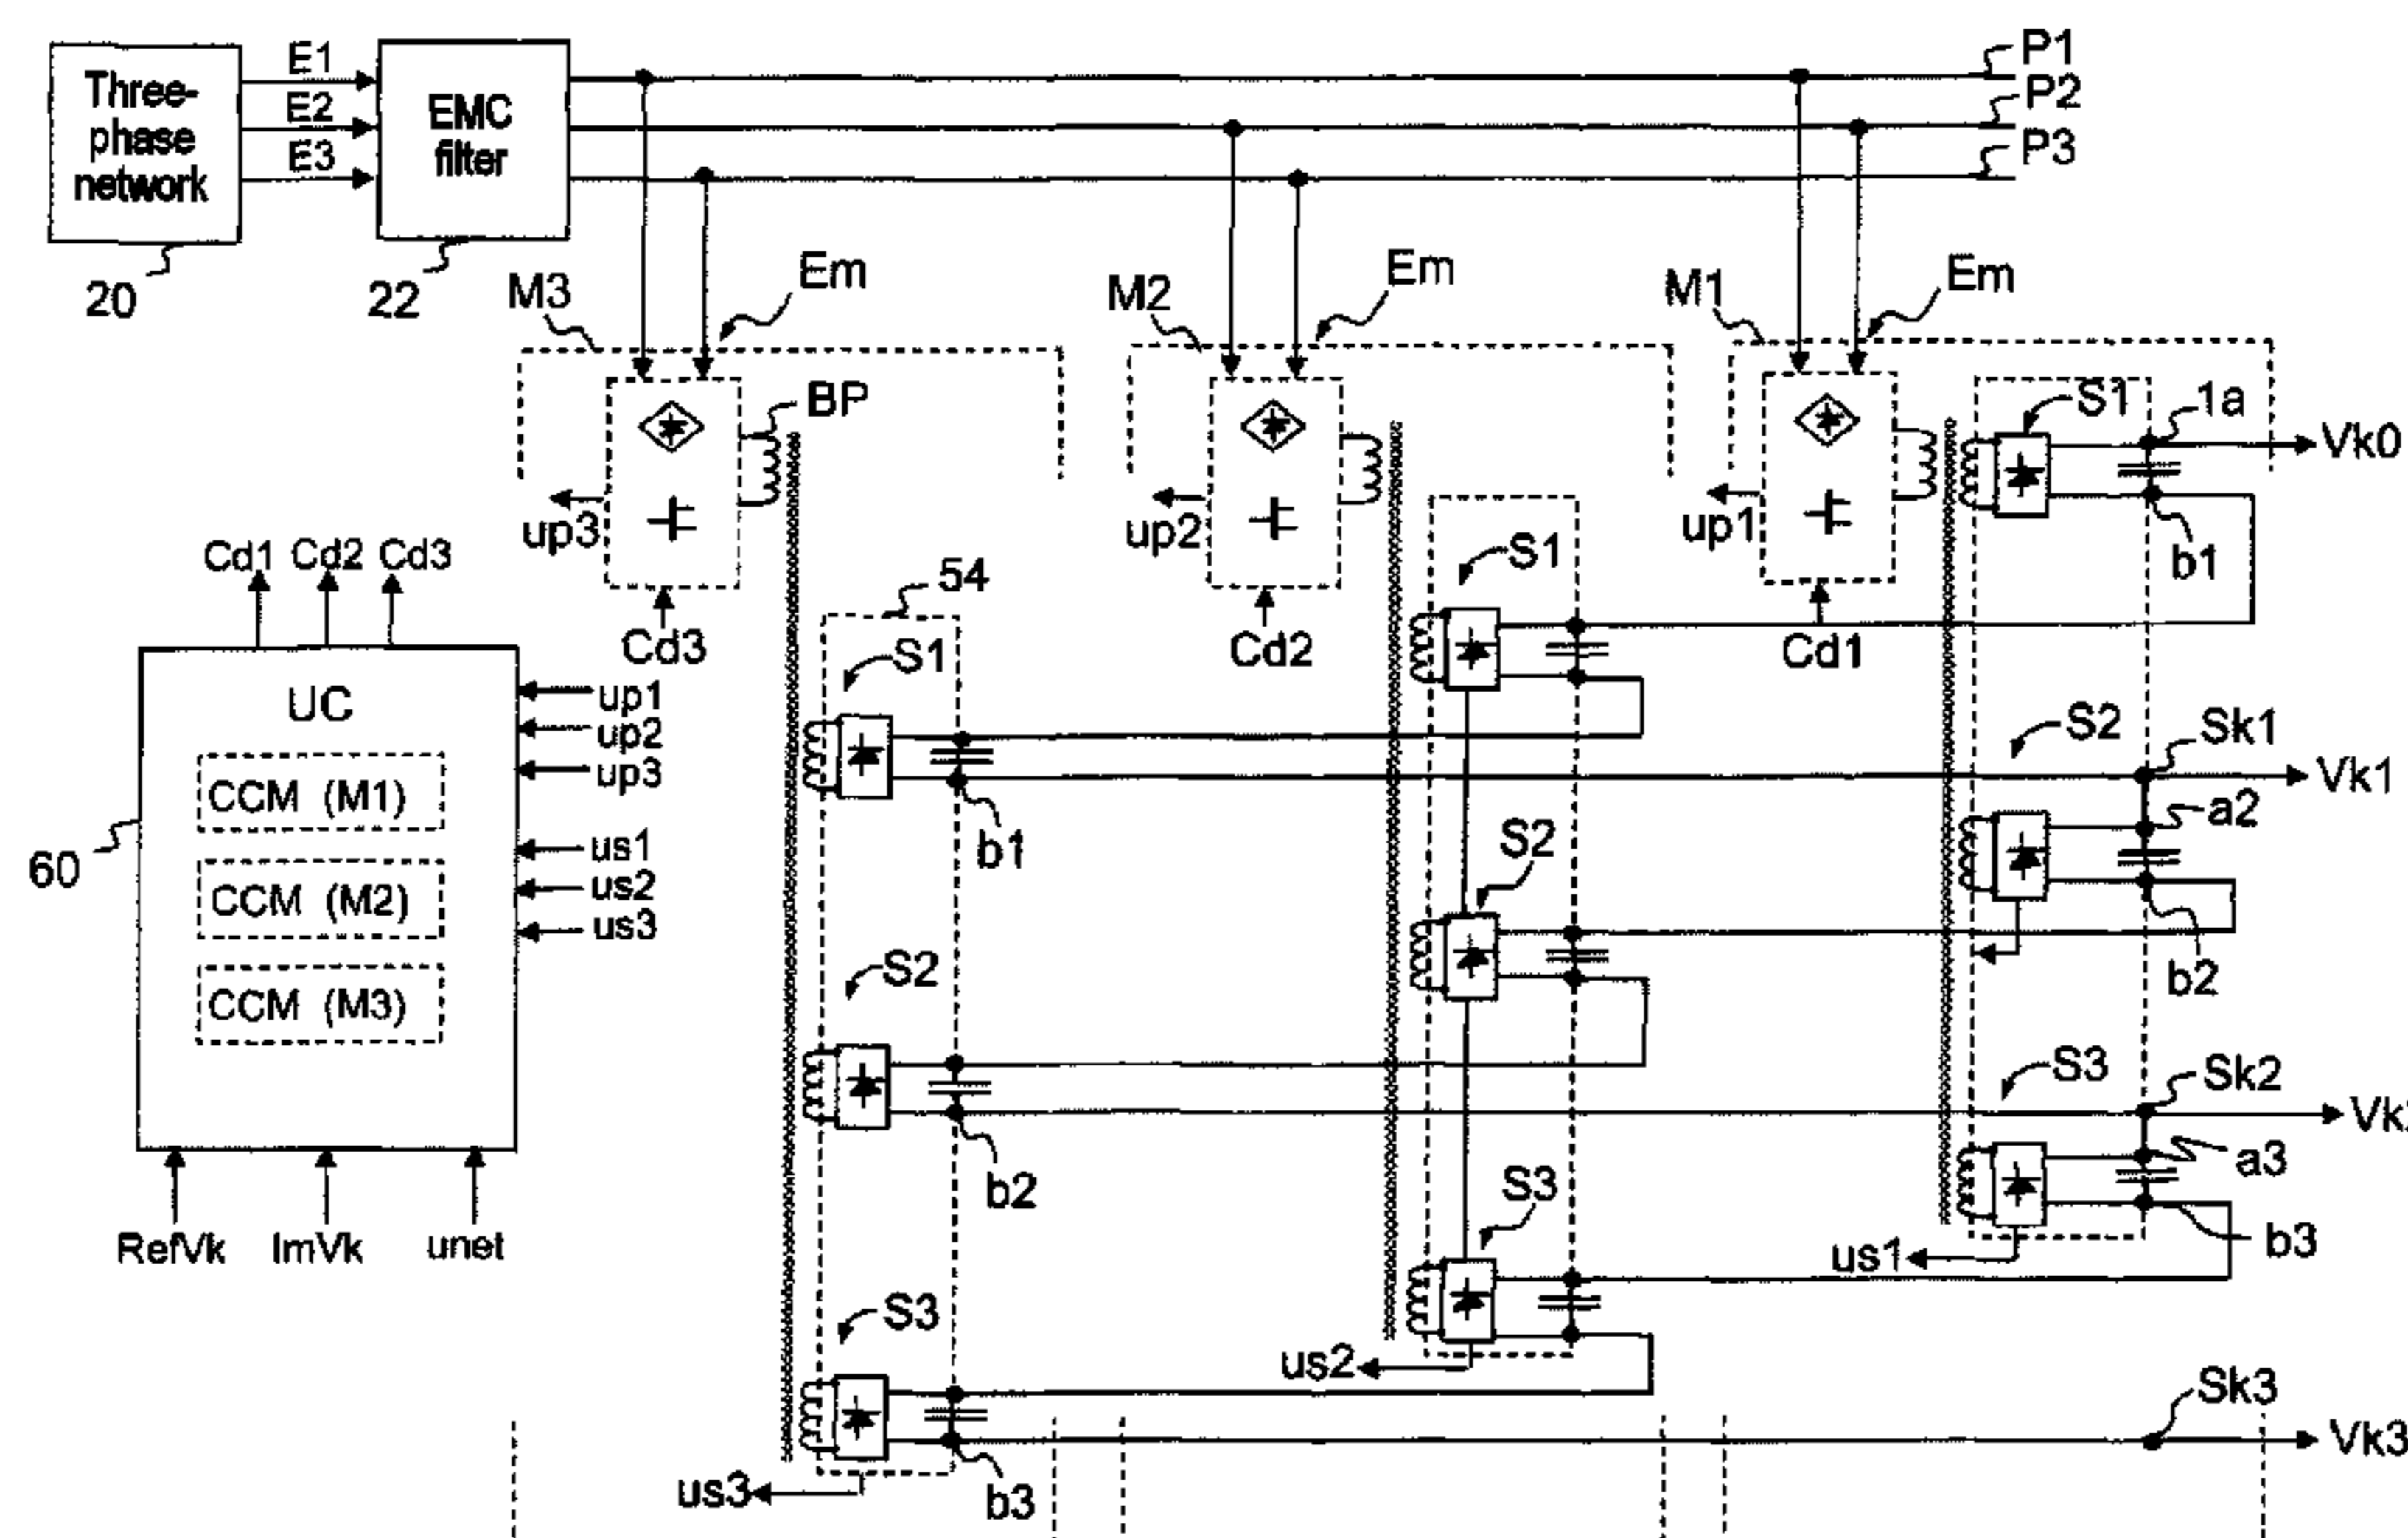 Three-
phase
network
E1
E2
E3
EMC
filter
P1
P2
P3
20
22
M3
Em
M2
Em
M1
Em
BP
S1
1a
Vk0
up3
up2
up1
b1
Cd1
Cd2
Cd3
54
Cd3
S1
Cd2
S1
Cd1
UC
up1
up2
up3
CCM (M1)
us1
us2
us3
CCM (M2)
CCM (M3)
60
RefVk
ImVk
unet
b1
S2
S2
Sk1
Vk1
a2
b2
S2
b2
S3
S3
Sk2
a3
b3
us1
S3
us2
us3
b3
Sk3
Vk3